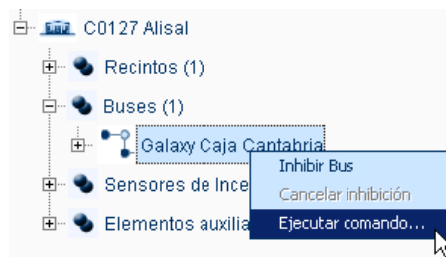 C0127 Alisal
Recintos (1)
Buses (1)
Galaxy Caja Cantabria
Inhibir Bus
Sensores de Ince
Cancelar inhibición
Elementos auxilia
Ejecutar comando...